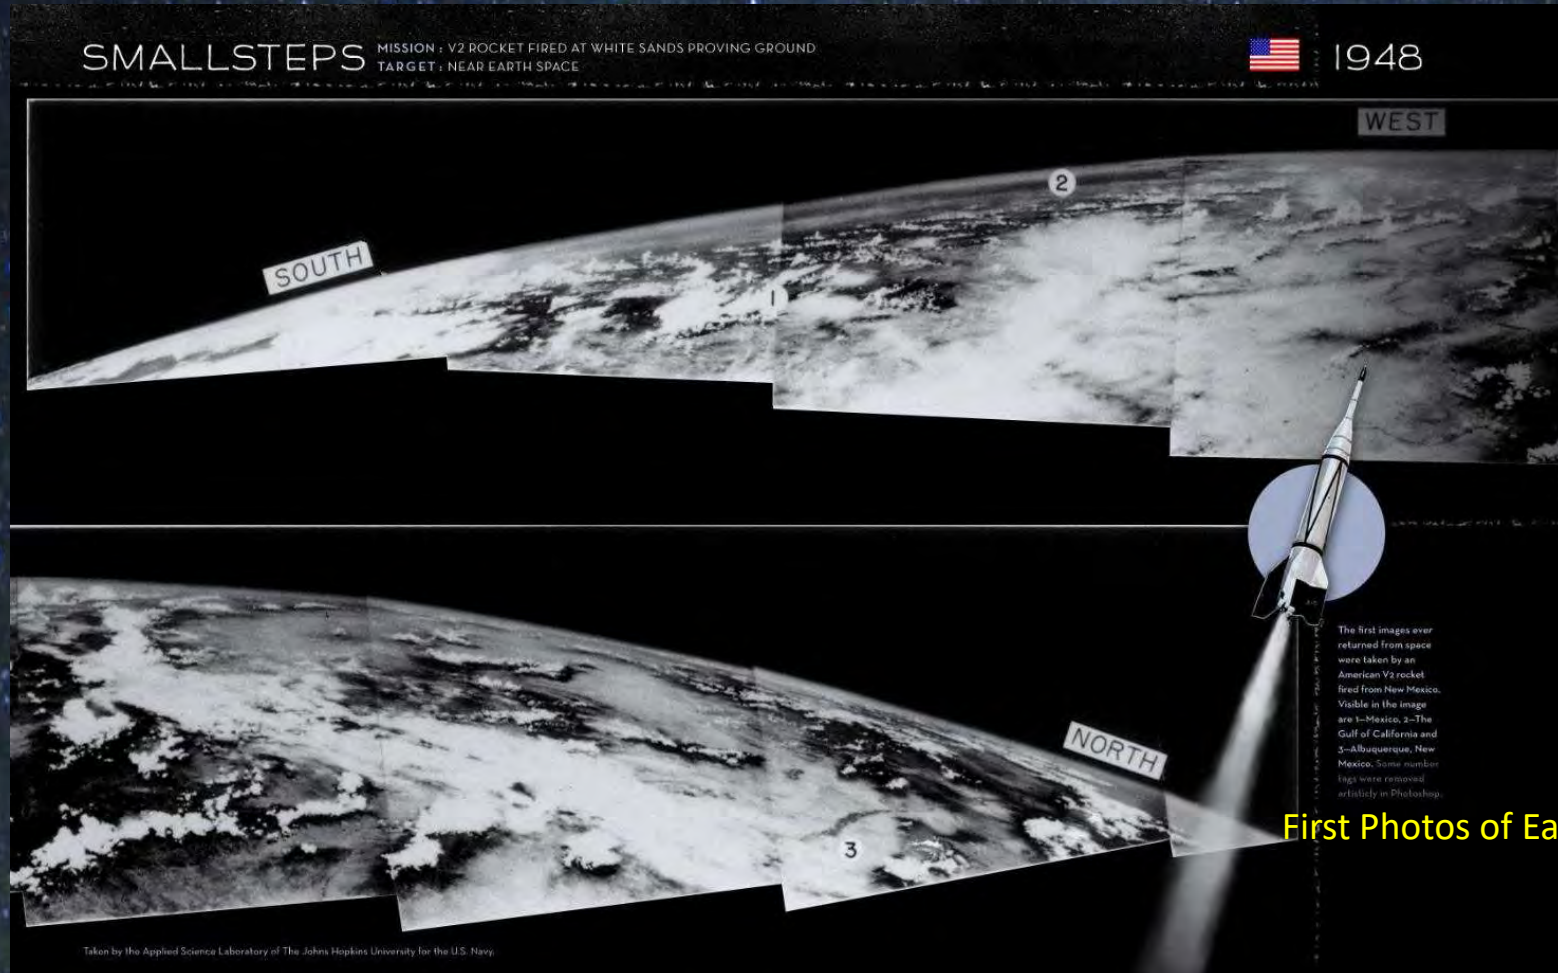 SMALLSTEPS
MISSION : V2 ROCKET FIRED AT WHITE SANDS PROVING GROUND
TARGET : NEAR EARTH SPACE
1948
WEST
2
SOUTH
1
The first images ever
returned from space
were taken by an
American V2 rocket
fired from New Mexico.
Visible in the image
are 1—Mexico, 2—The
Gulf of California and
3—Albuquerque, New
Mexico. Some number
tags were removed
artisticly in Photoshop.
NORTH
First Photos of Ea
3
Taken by the Applied Science Laboratory of The Johns Hopkins University for the U.S. Navy.